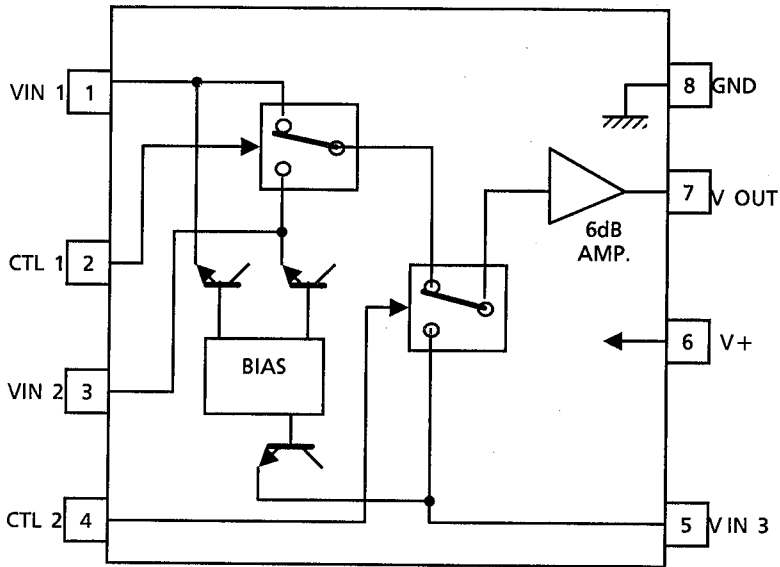 VIN 1 1
8 GND
7 V OUT
6dB
AMP.
CTL 1 2
6 V+
BIAS
VIN 2 3
CTL 2 4
5 V IN 3